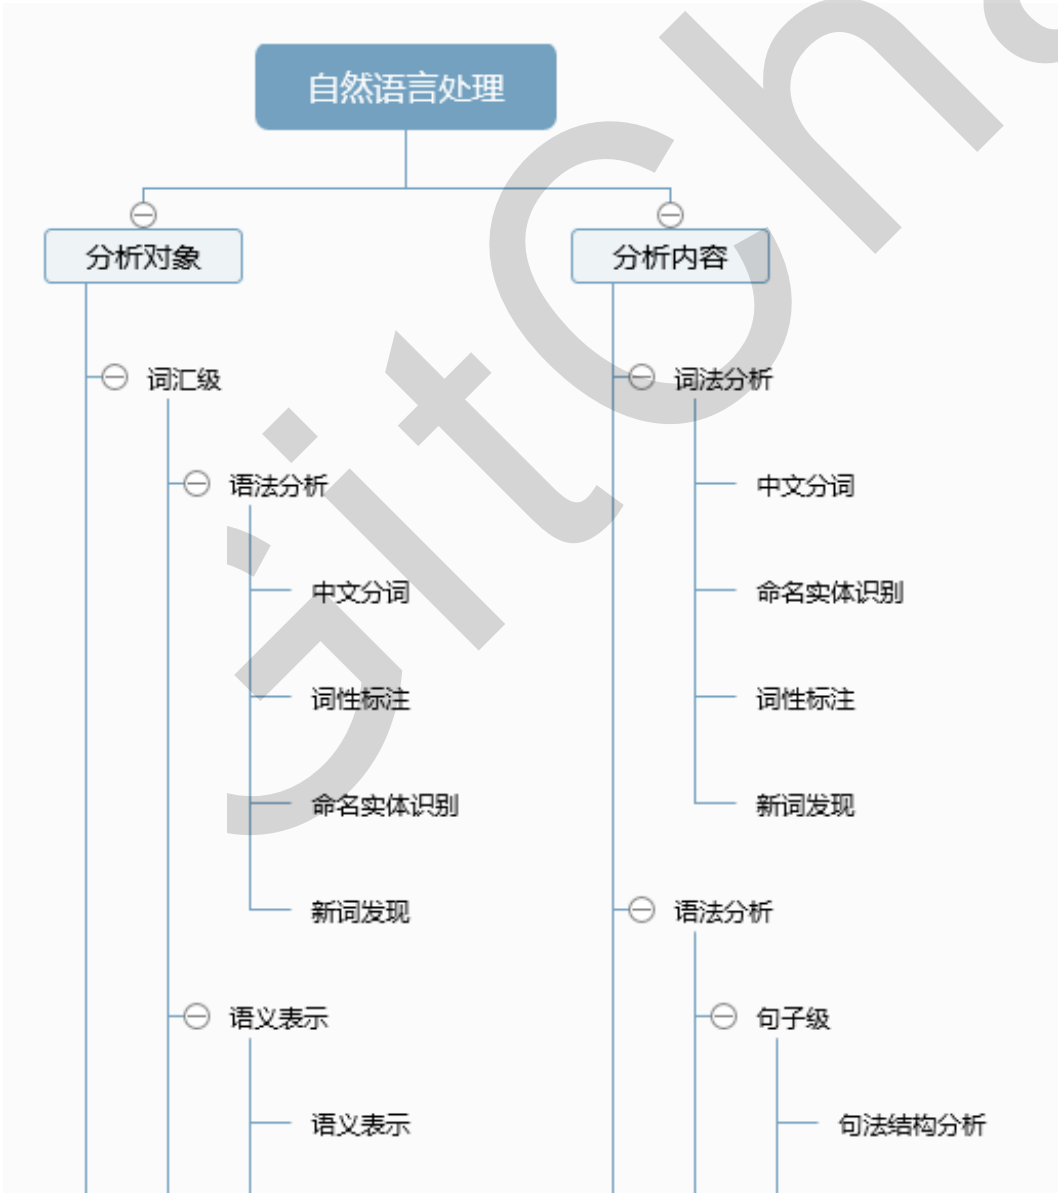 自然语言处理
分析对象
词汇级
语法分析
中文分词
词性标注
命名实体识别
新词发现
语义表示
语义表示
分析内容
词法分析
中文分词
命名实体识别
词性标注
新词发现
语法分析
句子级
句法结构分析
GitCh